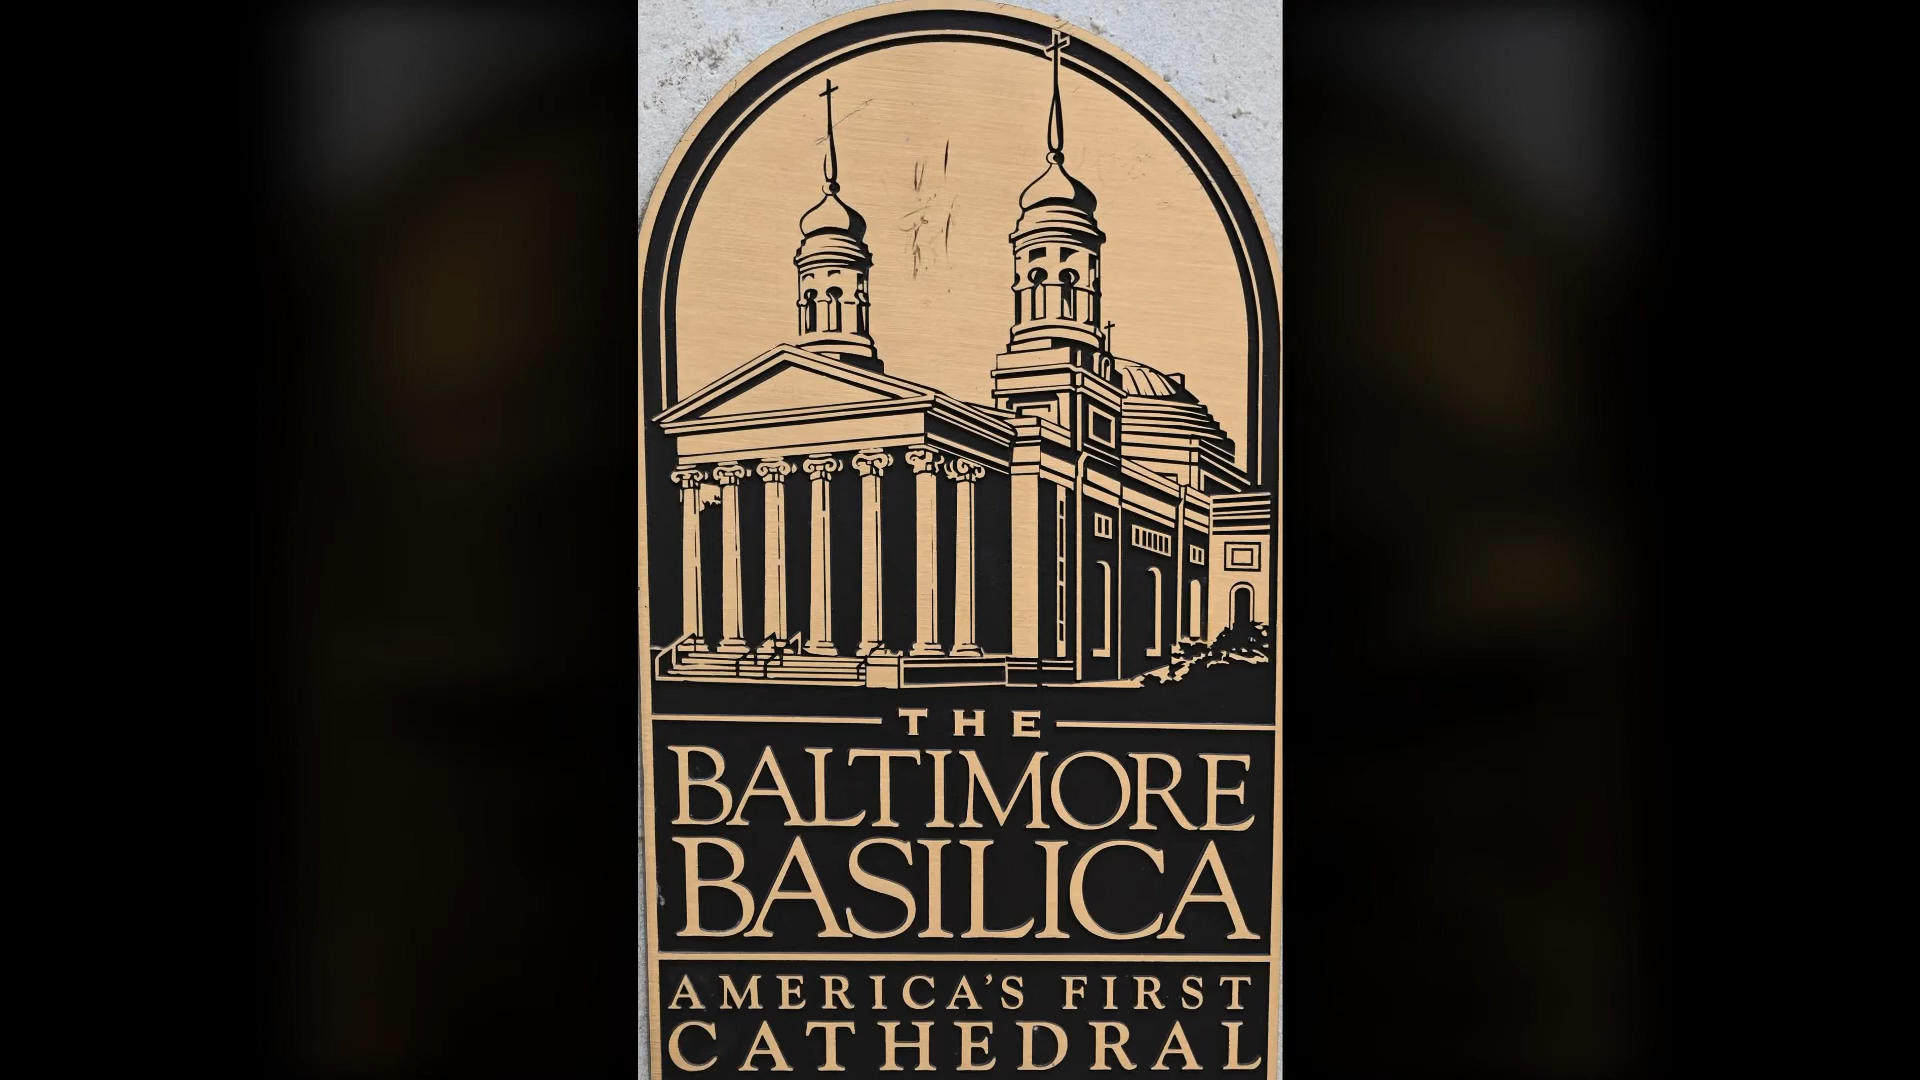 THE
BALTIMORE
BASILICA
AMERICA'S FIRST
CATHEDRAL